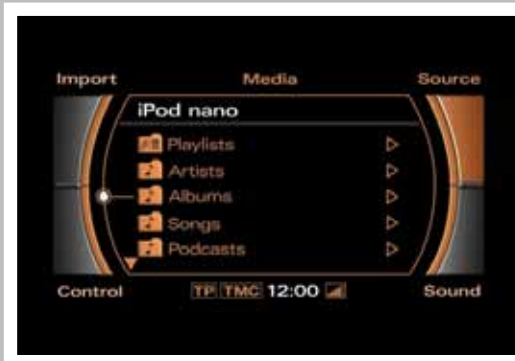 Import Media Source
iPod nano
Playlists
Artists
Albums
Songs
Podcasts
Control TP TMC 12:00 Sound